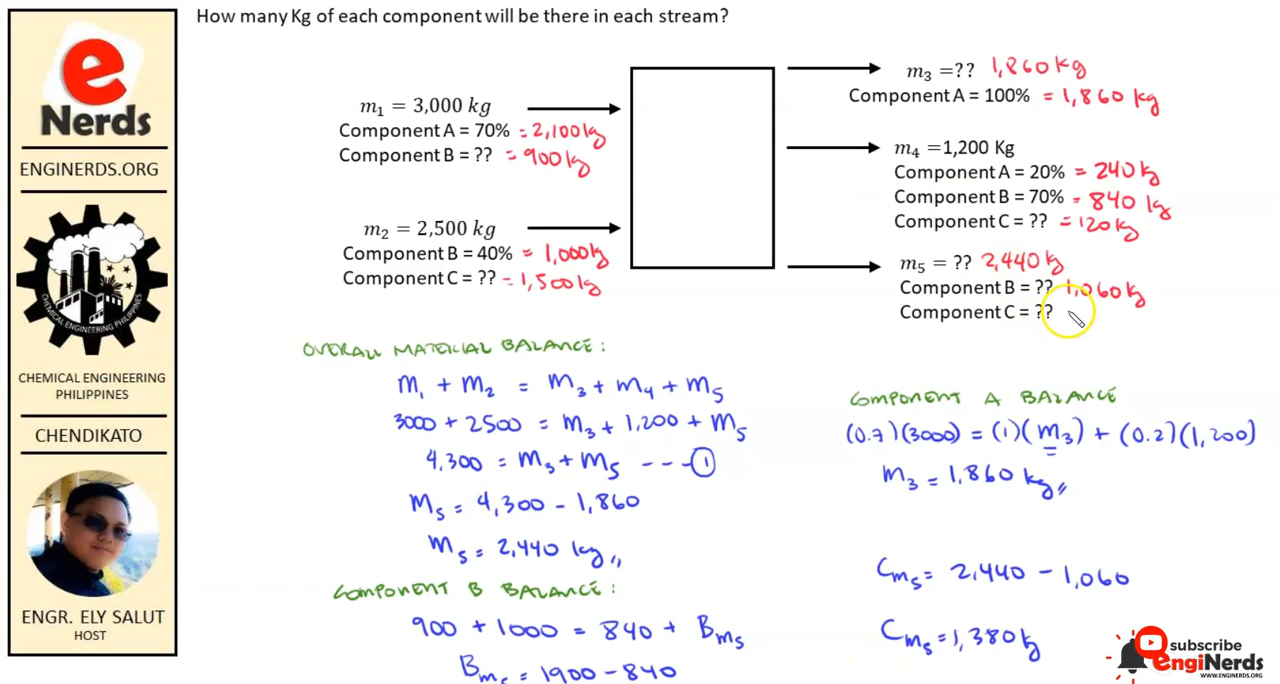 How many Kg of each component will be there in each stream?
e
Nerds
ENGINERDS.ORG
CHEMICAL ENGINEERING PHILIPPINES
CHEMICAL ENGINEERING
PHILIPPINES
CHENDIKATO
ENGR. ELY SALUT
HOST
m₁ = 3,000 kg
Component A = 70% = 2,100 kg
Component B = ?? = 900 kg
m₂ = 2,500 kg
Component B = 40% = 1,000 kg
Component C = ?? = 1,500 kg
m₃ =?? 1,860 kg
Component A = 100% = 1,860 kg
m₄ =1,200 Kg
Component A = 20% = 240 kg
Component B = 70% = 840 kg
Component C = ?? = 120 kg
m₅ = ?? 2,440 kg
Component B = ?? 1,060 kg
Component C = ??
OVERALL MATERIAL BALANCE:
m₁ + m₂ = m₃ + m₄ + m₅
3000 + 2500 = m₃ + 1,200 + m₅
4,300 = m₃ + m₅ --- ①
m₅ = 4,300 - 1,860
m₅ = 2,440 kg,,
COMPONENT B BALANCE:
900 + 1000 = 840 + Bm₅
Bm₅ = 1900 - 840
COMPONENT A BALANCE
(0.7)(3000) = (1)(m₃) + (0.2)(1,200)
m₃ = 1,860 kg,,
Cm₅ = 2,440 - 1,060
Cm₅ = 1,380 kg
subscribe
engiNerds
WWW.ENGINERDS.ORG